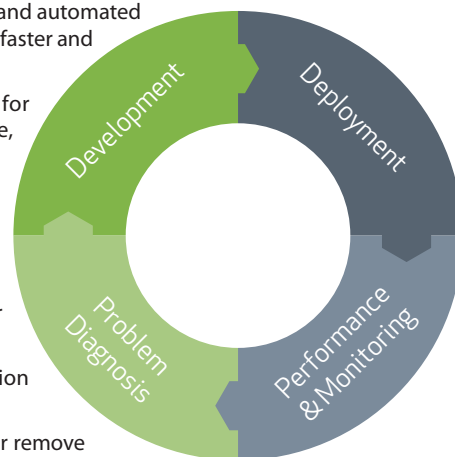 and automated
faster and
for
e,
r
ion
r remove
Development
Deployment
Performance
& Monitoring
Problem
Diagnosis